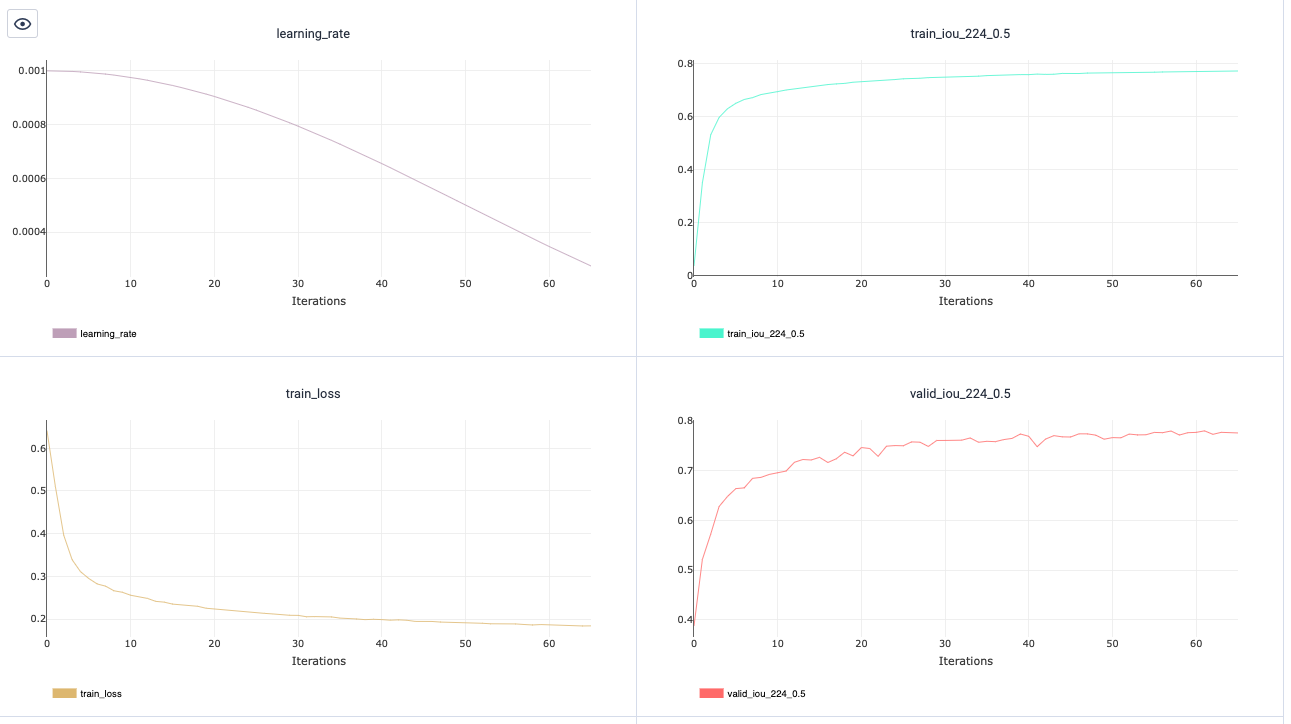 learning_rate
0.001
0.0008
0.0006
0.0004
0 10 20 30 40 50 60
Iterations
learning_rate
train_iou_224_0.5
0.8
0.6
0.4
0.2
0
0 10 20 30 40 50 60
Iterations
train_iou_224_0.5
train_loss
0.6
0.5
0.4
0.3
0.2
0 10 20 30 40 50 60
Iterations
train_loss
valid_iou_224_0.5
0.8
0.7
0.6
0.5
0.4
0 10 20 30 40 50 60
Iterations
valid_iou_224_0.5